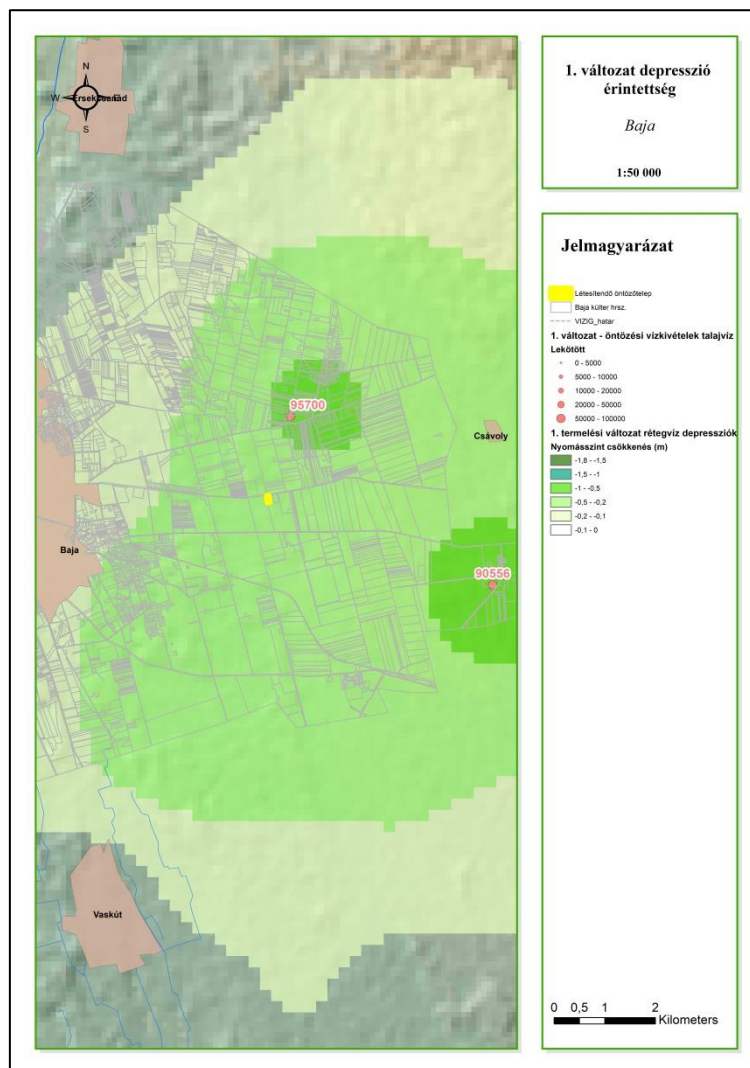 1. változat depresszió
érintettség
Baja
1:50 000
N
W
E
S
Érsekcsanád
95700
Csávoly
Baja
90556
Vaskút
Jelmagyarázat
Létesítendő öntözőtelep
Baja külter hrsz.
VIZIG_hatar
1. változat - öntözési vízkivételek talajvíz
Lekötött
0 - 5000
5000 - 10000
10000 - 20000
20000 - 50000
50000 - 100000
1. termelési változat rétegvíz depressziók
Nyomásszint csökkenés (m)
-1,8 - -1,5
-1,5 - -1
-1 - -0,5
-0,5 - -0,2
-0,2 - -0,1
-0,1 - 0
0 0,5 1 2
Kilometers